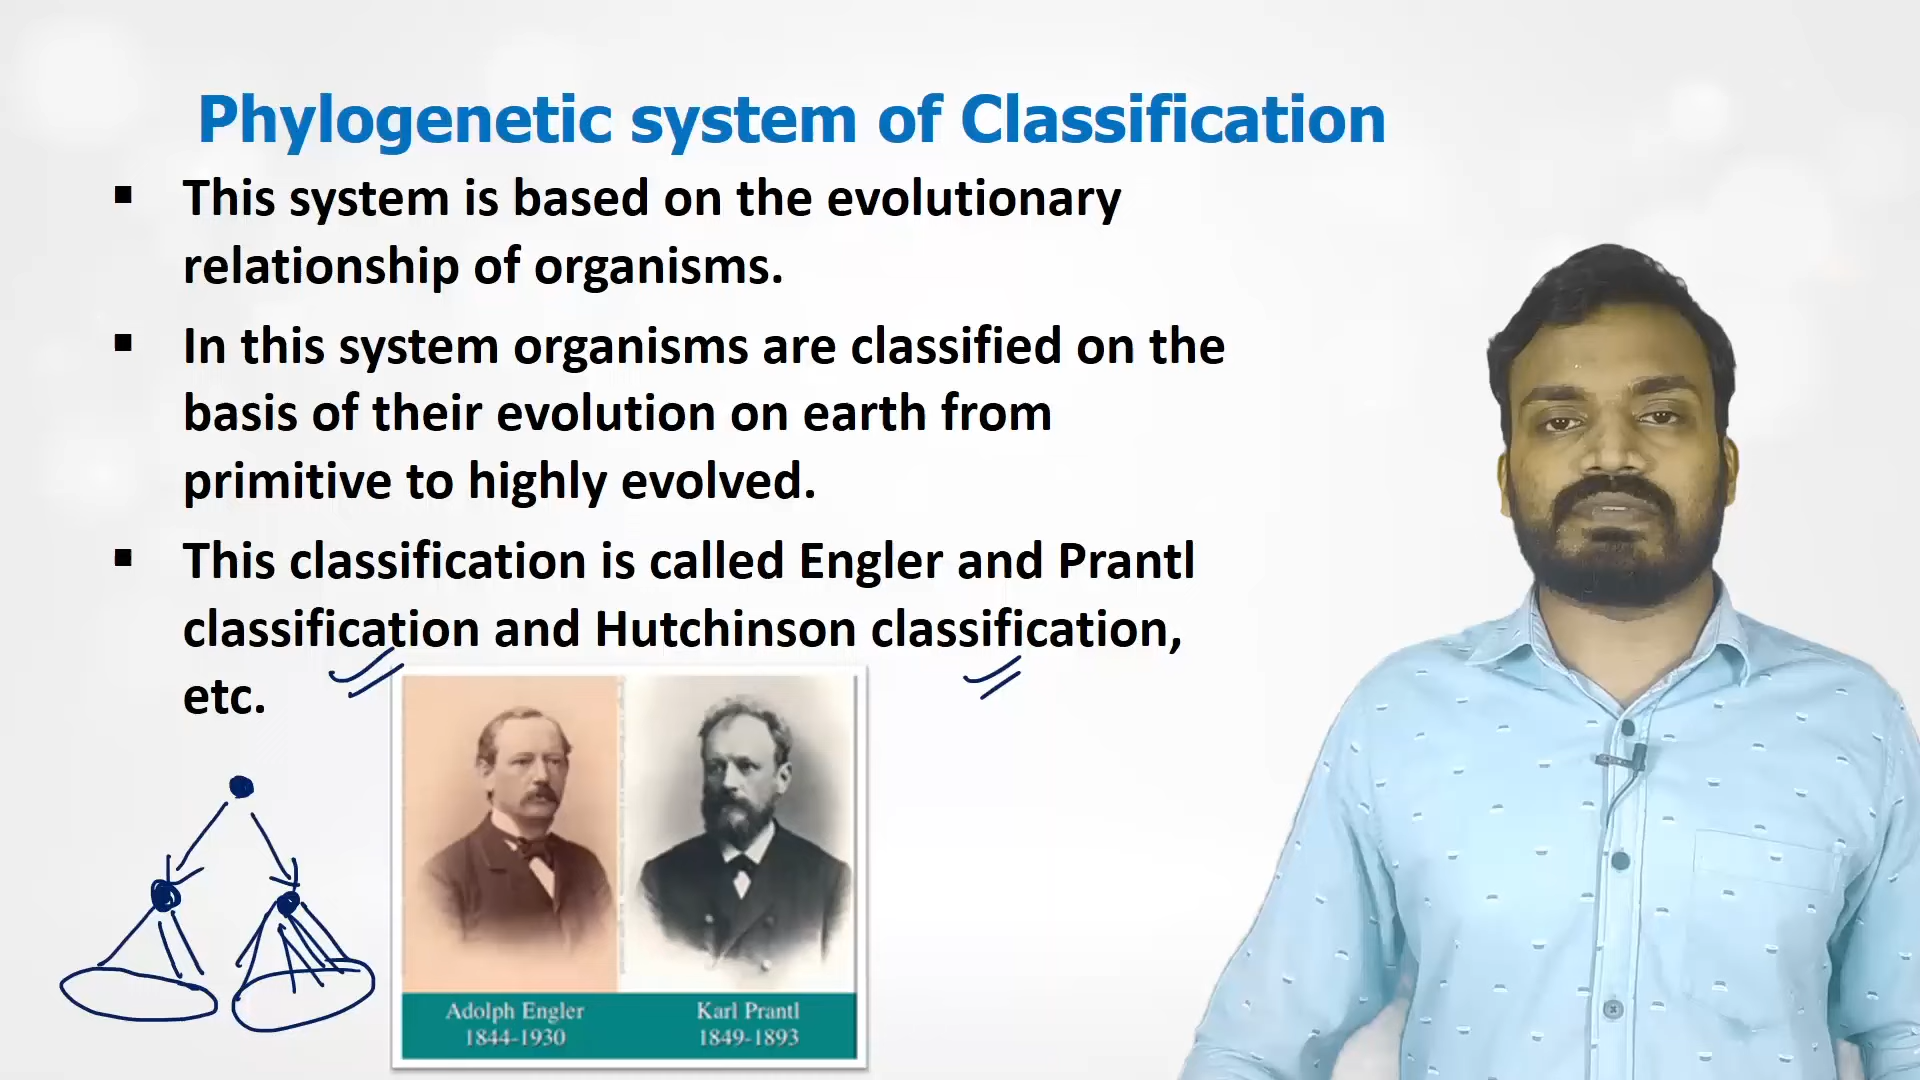 Phylogenetic system of Classification
▪ This system is based on the evolutionary
relationship of organisms.
▪ In this system organisms are classified on the
basis of their evolution on earth from
primitive to highly evolved.
▪ This classification is called Engler and Prantl
classification and Hutchinson classification,
etc.
Adolph Engler
1844-1930
Karl Prantl
1849-1893